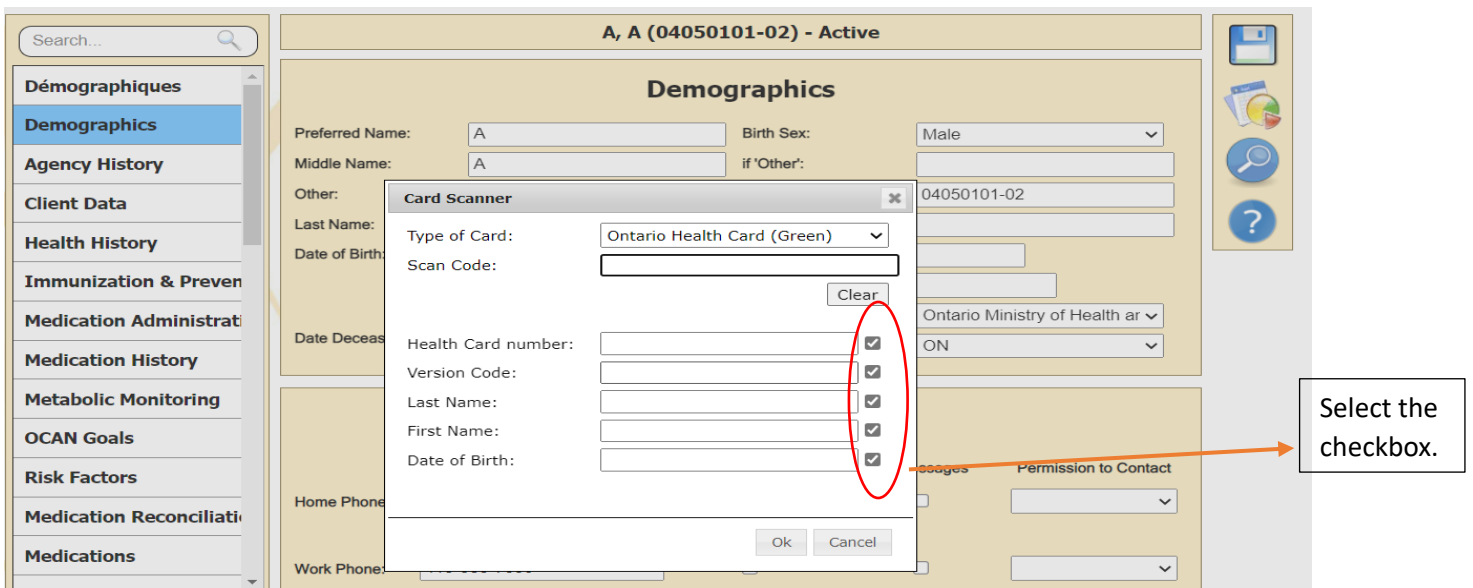 Search...
Démographiques
Demographics
Agency History
Client Data
Health History
Immunization & Preven
Medication Administrati
Medication History
Metabolic Monitoring
OCAN Goals
Risk Factors
Medication Reconciliati
Medications
A, A (04050101-02) - Active
Demographics
Preferred Name: A Birth Sex: Male
Middle Name: A if 'Other':
Other: 04050101-02
Last Name:
Date of Birth:
Ontario Ministry of Health ar
Date Deceas ON
Card Scanner
Type of Card: Ontario Health Card (Green)
Scan Code:
Clear
Health Card number:
Version Code:
Last Name:
First Name:
Date of Birth:
Ok Cancel
ssages Permission to Contact
Home Phone
Work Phone:
Select the
checkbox.
?